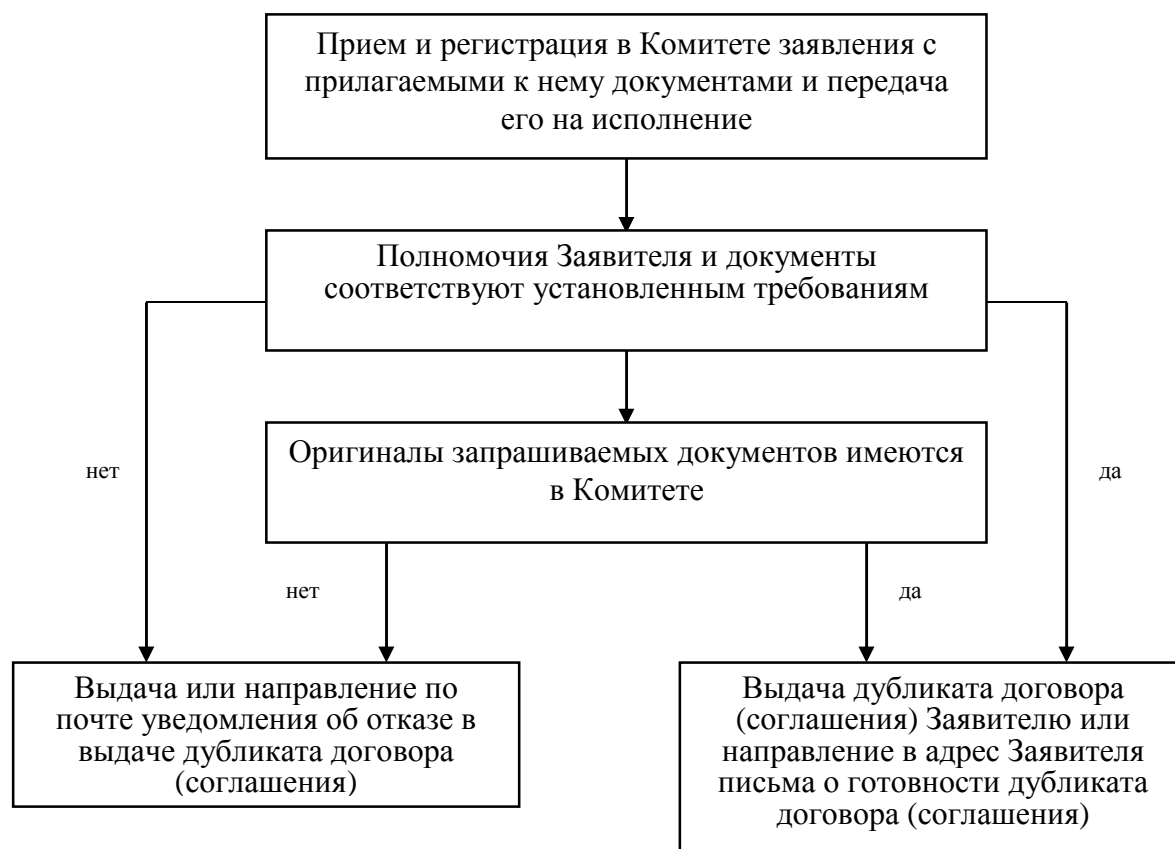 Прием и регистрация в Комитете заявления с
прилагаемыми к нему документами и передача
его на исполнение
Полномочия Заявителя и документы
соответствуют установленным требованиям
Оригиналы запрашиваемых документов имеются
в Комитете
нет
да
нет
да
Выдача или направление по
почте уведомления об отказе в
выдаче дубликата договора
(соглашения)
Выдача дубликата договора
(соглашения) Заявителю или
направление в адрес Заявителя
письма о готовности дубликата
договора (соглашения)